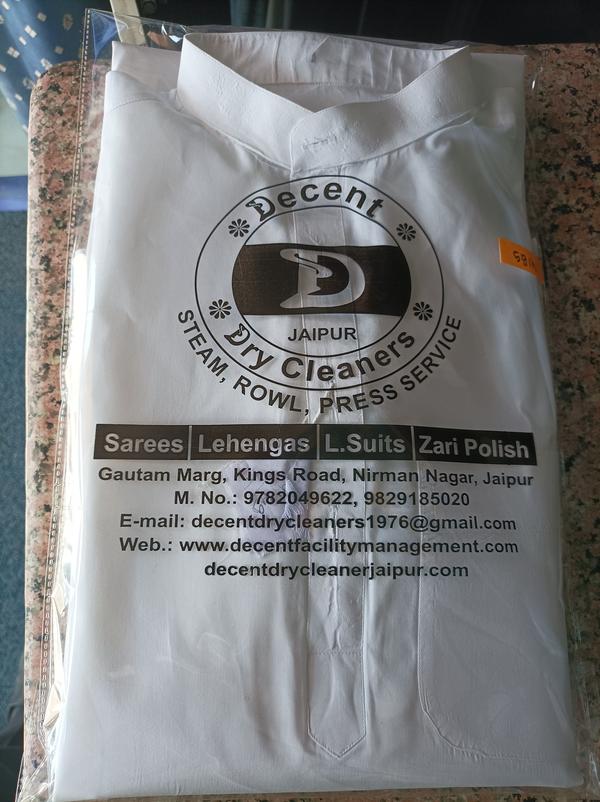 Decent
D
JAIPUR
Dry Cleaners
STEAM, ROWL, PRESS SERVICE
Sarees Lehengas L.Suits Zari Polish
Gautam Marg, Kings Road, Nirman Nagar, Jaipur
M. No.: 9782049622, 9829185020
E-mail: decentdrycleaners1976@gmail.com
Web.: www.decentfacilitymanagement.com
decentdrycleanerjaipur.com